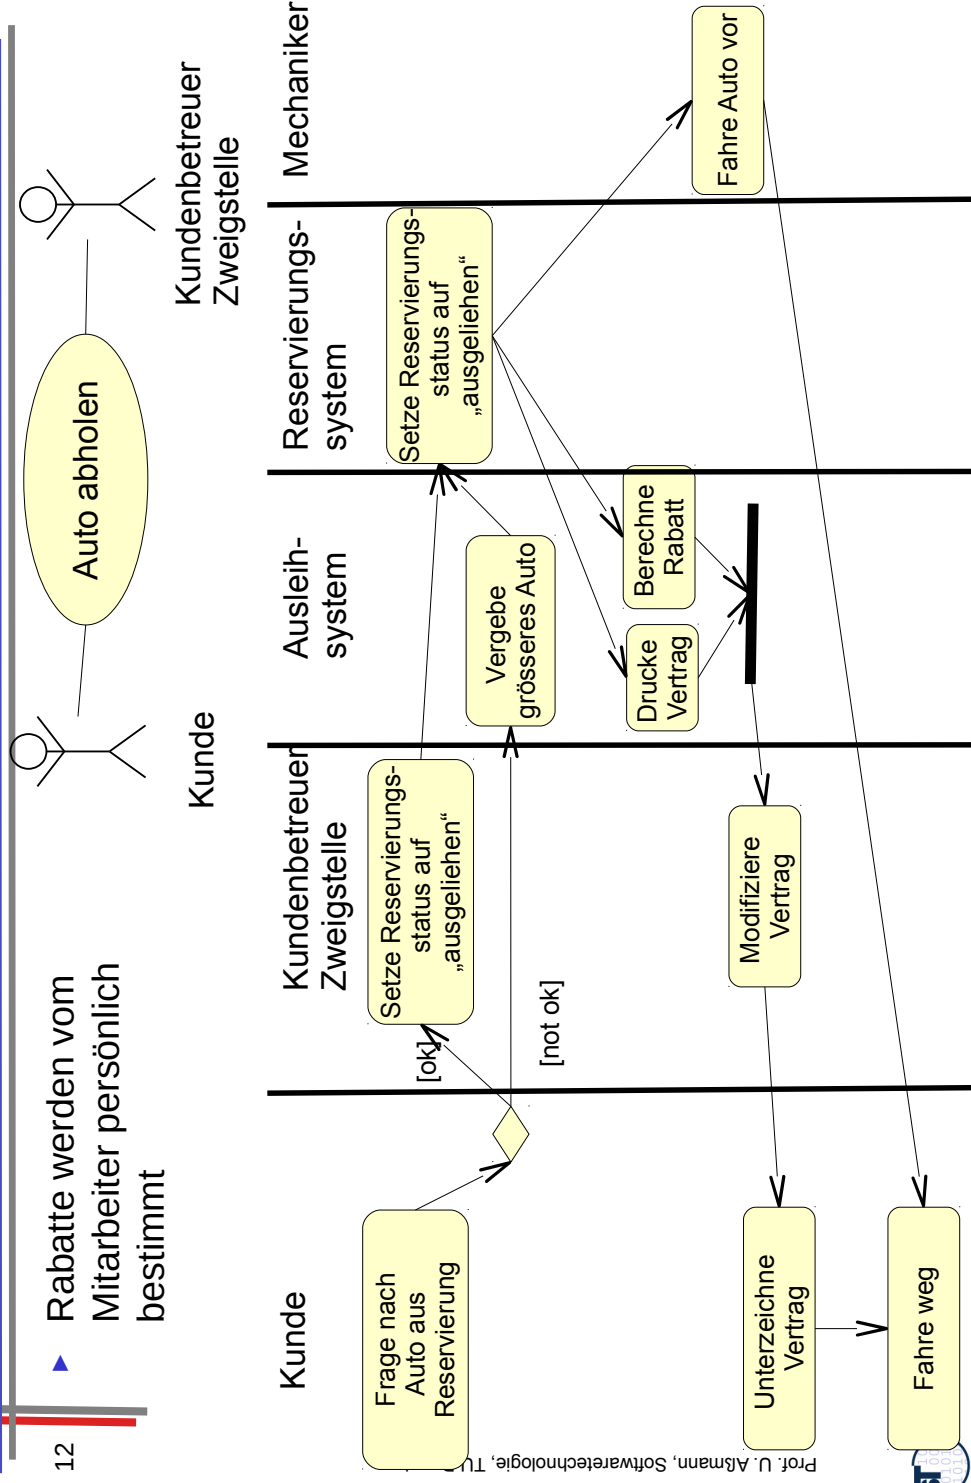 12
Rabatte werden vom
Mitarbeiter persönlich
bestimmt
Kunde
Auto abholen
Kundenbetreuer
Zweigstelle
Kunde
Kundenbetreuer
Zweigstelle
Ausleih-
system
Reservierungs-
system
Mechaniker
Frage nach
Auto aus
Reservierung
[ok]
[not ok]
Setze Reservierungs-
status auf
„ausgeliehen“
Vergebe
grösseres Auto
Setze Reservierungs-
status auf
„ausgeliehen“
Drucke
Vertrag
Berechne
Rabatt
Fahre Auto vor
Modifiziere
Vertrag
Unterzeichne
Vertrag
Fahre weg
Prof. U. Aßmann, Softwaretechnologie,
ST